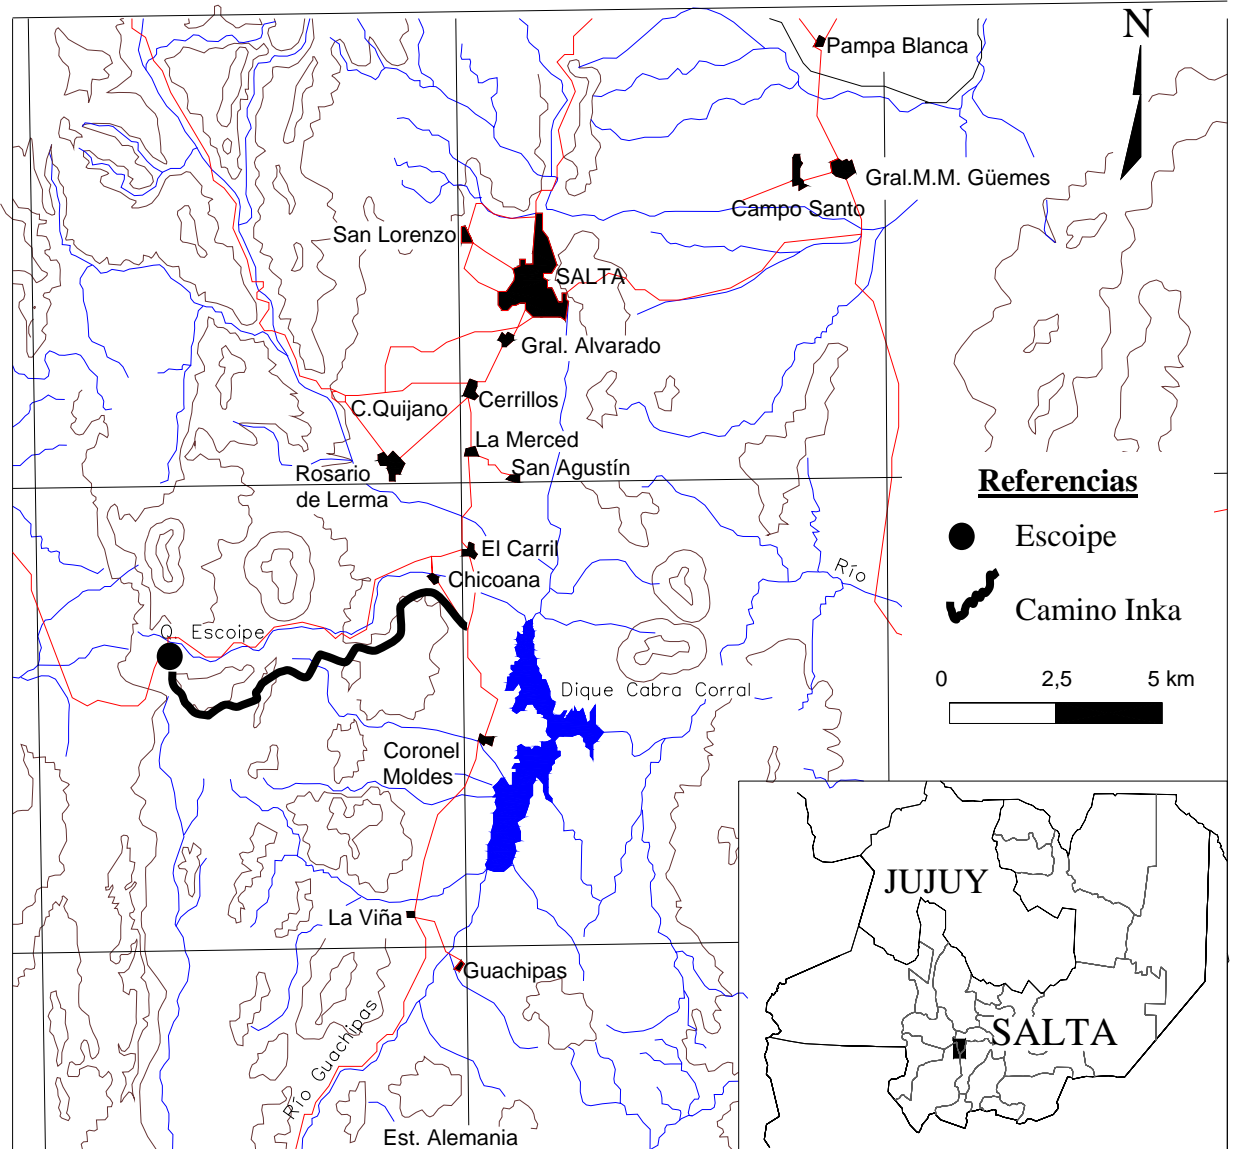 N
Pampa Blanca
Gral.M.M. Güemes
Campo Santo
San Lorenzo
SALTA
Gral. Alvarado
C.Quijano
Cerrillos
La Merced
San Agustín
Rosario
de Lerma
Referencias
Escoipe
Camino Inka
0 2,5 5 km
El Carril
Chicoana
Río
Q. Escoipe
Dique Cabra Corral
Coronel
Moldes
La Viña
Guachipas
Río Guachipas
Est. Alemania
JUJUY
SALTA